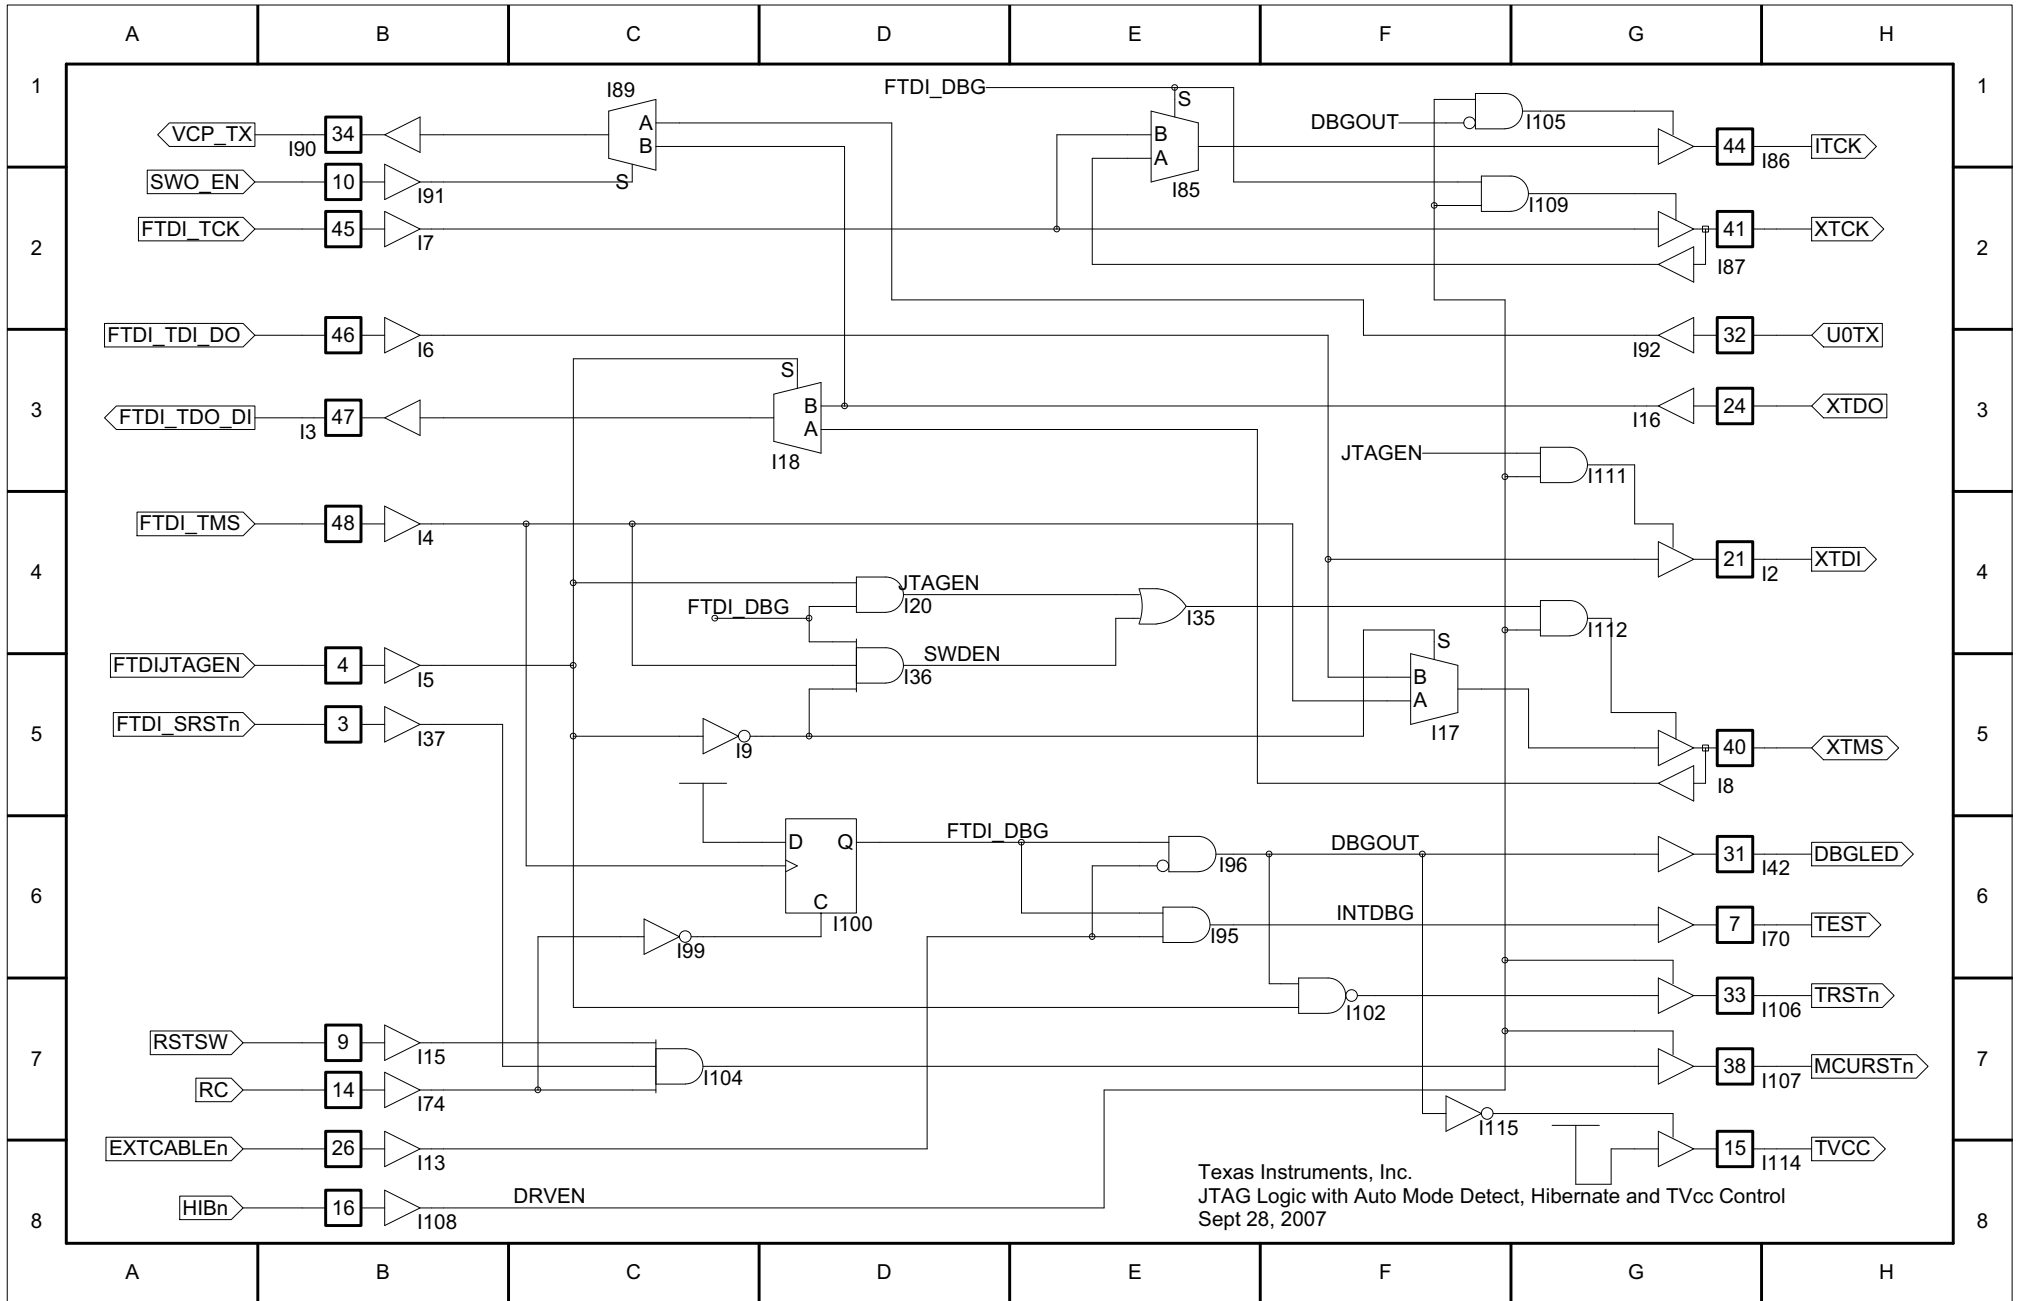 A B C D E F G H
1 1
I89
FTDI_DBG
S
VCP_TX
34
I90
A
B
B
A
DBGOUT
I105
44
ITCK
I86
SWO_EN
10
I91
S
I85
I109
FTDI_TCK
45
I7
41
XTCK
I87
2 2
FTDI_TDI_DO
46
I6
I92
32
U0TX
S
3 3
FTDI_TDO_DI
47
I3
B
A
I18
I16
24
XTDO
JTAGEN
I111
FTDI_TMS
48
I4
21
XTDI
I2
4 4
JTAGEN
I20
FTDI_DBG
I35
I112
S
FTDIJTAGEN
4
I5
SWDEN
I36
B
A
I17
FTDI_SRSTn
3
I37
5 5
I9
40
XTMS
I8
D Q
C
I100
FTDI_DBG
I96
DBGOUT
31
DBGLED
I42
6 6
I99
I95
INTDBG
7
TEST
I70
I102
33
TRSTn
I106
RSTSW
9
I15
7 7
I104
38
MCURSTn
I107
RC
14
I74
I115
EXTCABLEn
26
I13
15
TVCC
I114
Texas Instruments, Inc.
JTAG Logic with Auto Mode Detect, Hibernate and TVcc Control
Sept 28, 2007
HIBn
16
I108
DRVEN
8 8
A B C D E F G H